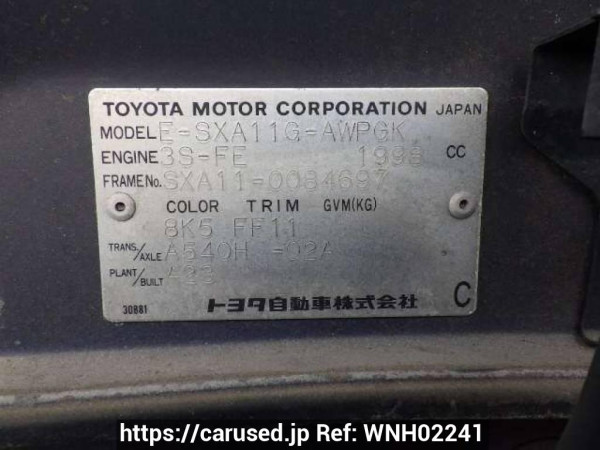 TOYOTA MOTOR CORPORATION JAPAN
MODEL E-SXA11G-AWPGK
ENGINE 3S-FE 1998 CC
FRAME No. SXA11-0084697
COLOR TRIM GVM(KG)
8K5 FF11
TRANS./AXLE A540H -02A
PLANT/BUILT A23
30881 トヨタ自動車株式会社 C
https://carused.jp Ref: WNH02241